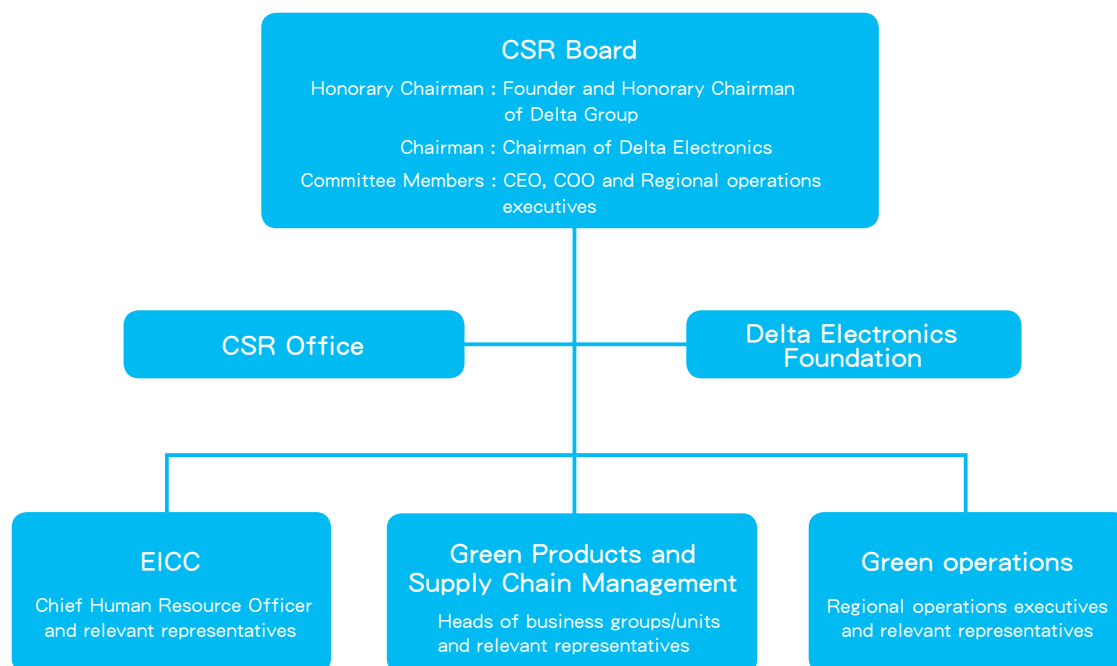 CSR Board
Honorary Chairman : Founder and Honorary Chairman
of Delta Group
Chairman : Chairman of Delta Electronics
Committee Members : CEO, COO and Regional operations
executives
CSR Office
Delta Electronics
Foundation
EICC
Chief Human Resource Officer
and relevant representatives
Green Products and
Supply Chain Management
Heads of business groups/units
and relevant representatives
Green operations
Regional operations executives
and relevant representatives